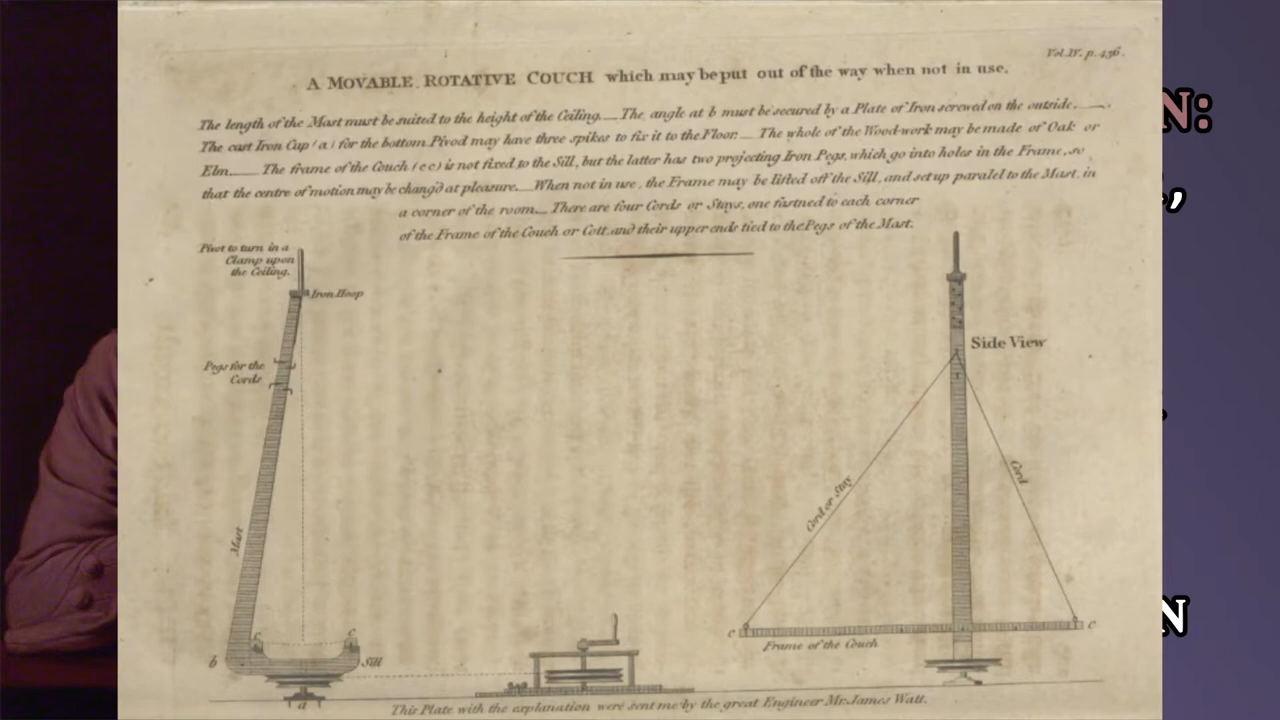 Vol. IV. p. 436.
A MOVABLE ROTATIVE COUCH which may be put out of the way when not in use.
The length of the Mast must be suited to the height of the Ceiling.__ The angle at b must be secured by a Plate of Iron screwed on the outside.__
The cast Iron Cup (a) for the bottom Pivod may have three spikes to fix it to the Floor.__ The whole of the Wood-work may be made of Oak or
Elm.__ The frame of the Couch (c c) is not fixed to the Sill, but the latter has two projecting Iron Pegs, which go into holes in the Frame, so
that the centre of motion may be chang'd at pleasure.__ When not in use, the Frame may be lifted off the Sill, and set up paralel to the Mast, in
a corner of the room.__ There are four Cords or Stays, one fastned to each corner
of the Frame of the Couch or Cott, and their upper ends tied to the Pegs of the Mast.
Pivot to turn in a
Clamp upon
the Ceiling.
Iron Hoop
Pegs for the
Cords
Mast
c
c
b
Sill
a
Side View
Cord or Stay
Cord
c
c
Frame of the Couch
This Plate with the explanation were sent me by the great Engineer Mr. James Watt.
N:
,
N